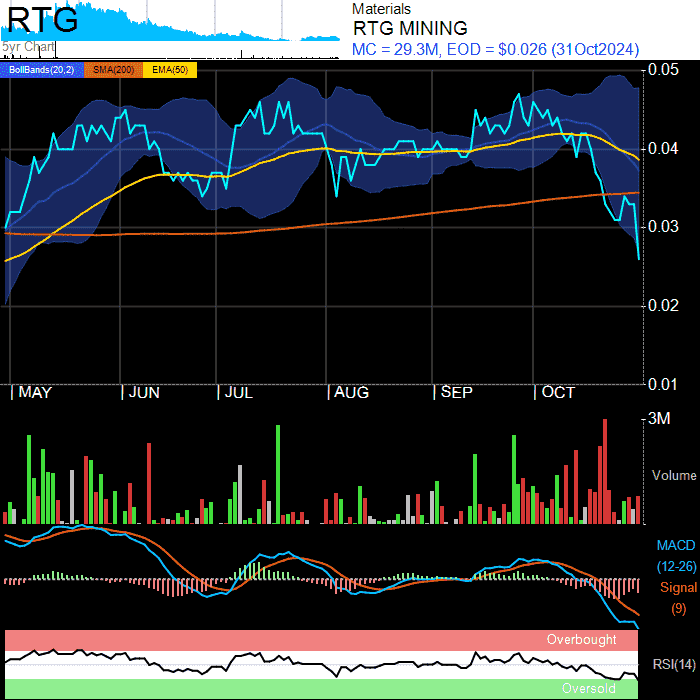 RTG
5yr Chart
Materials
RTG MINING
MC = 29.3M, EOD = $0.026 (31Oct2024)
BollBands(20,2) SMA(200) EMA(50)
0.05
0.04
0.03
0.02
0.01
MAY JUN JUL AUG SEP OCT
3M
Volume
MACD
(12-26)
Signal
(9)
Overbought
RSI(14)
Oversold